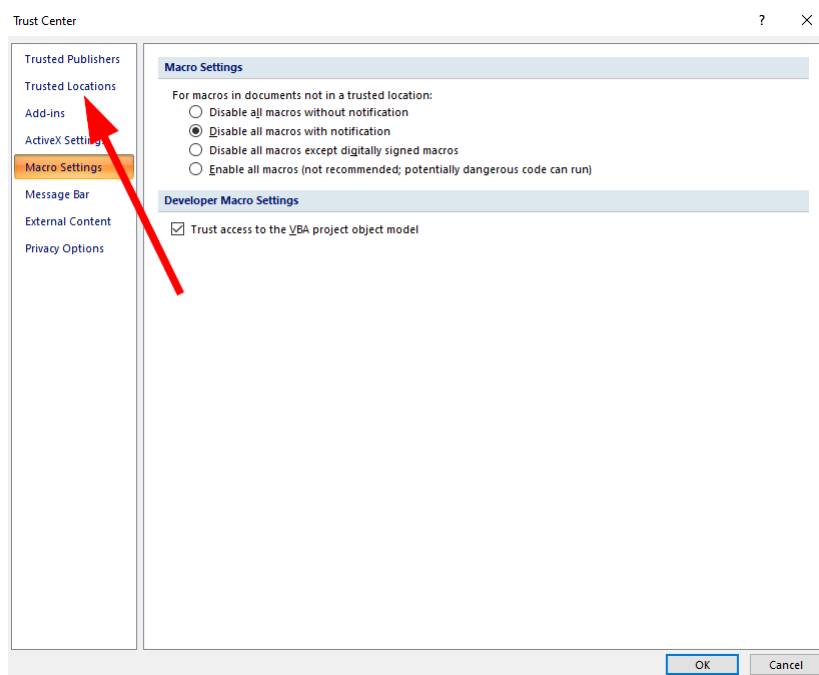 Trust Center
?
Trusted Publishers
Trusted Locations
Add-ins
ActiveX Settings
Macro Settings
Message Bar
External Content
Privacy Options
Macro Settings
For macros in documents not in a trusted location:
Disable all macros without notification
Disable all macros with notification
Disable all macros except digitally signed macros
Enable all macros (not recommended; potentially dangerous code can run)
Developer Macro Settings
Trust access to the VBA project object model
OK
Cancel